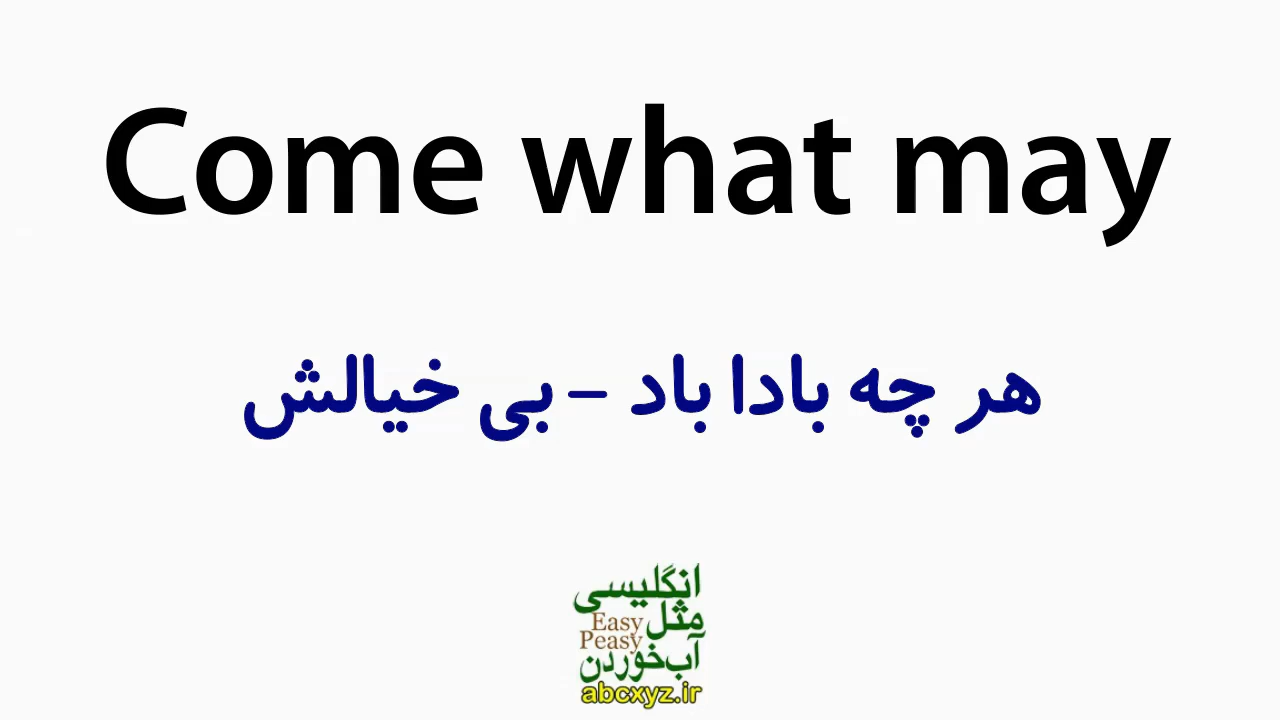 Come what may
هر چه بادا باد - بی خیالش
انگلیسی
مثل Easy
Peasy
آب خوردن
abcxyz.ir